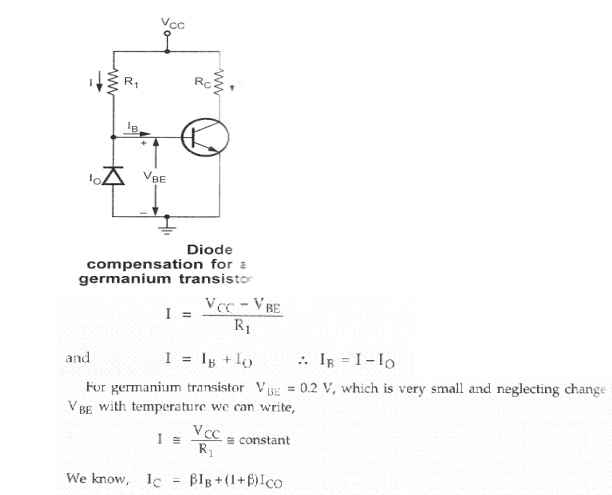 VCC
I
R1
RC
IB
+
IO
VBE
−
Diode
compensation for a
germanium transistor
I = VCC − VBE / R1
and I = IB + IO ∴ IB = I − IO
For germanium transistor VBE = 0.2 V, which is very small and neglecting change
VBE with temperature we can write,
I ≅ VCC / R1 ≅ constant
We know, IC = βIB + (1+β)ICO